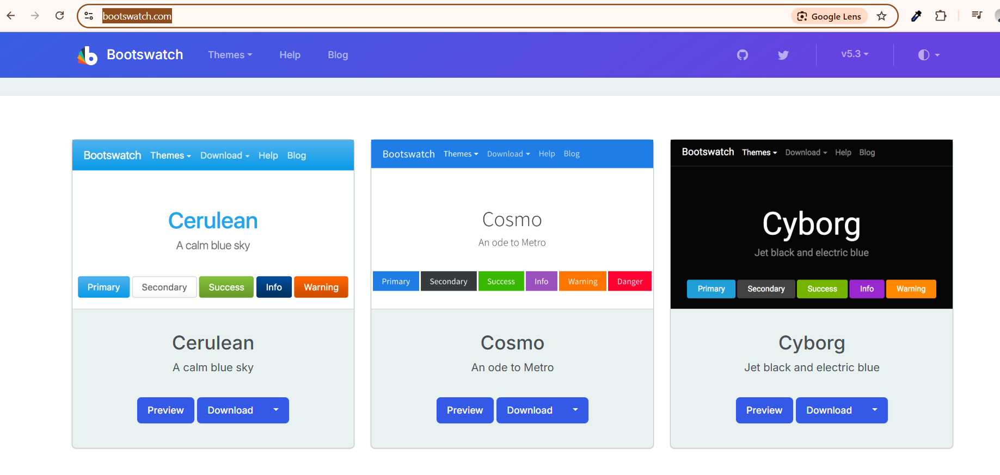 bootswatch.com
Google Lens
Bootswatch Themes Help Blog v5.3
Bootswatch Themes Download Help Blog
Cerulean
A calm blue sky
Primary Secondary Success Info Warning
Cerulean
A calm blue sky
Preview Download
Bootswatch Themes Download Help Blog
Cosmo
An ode to Metro
Primary Secondary Success Info Warning Danger
Cosmo
An ode to Metro
Preview Download
Bootswatch Themes Download Help Blog
Cyborg
Jet black and electric blue
Primary Secondary Success Info Warning
Cyborg
Jet black and electric blue
Preview Download